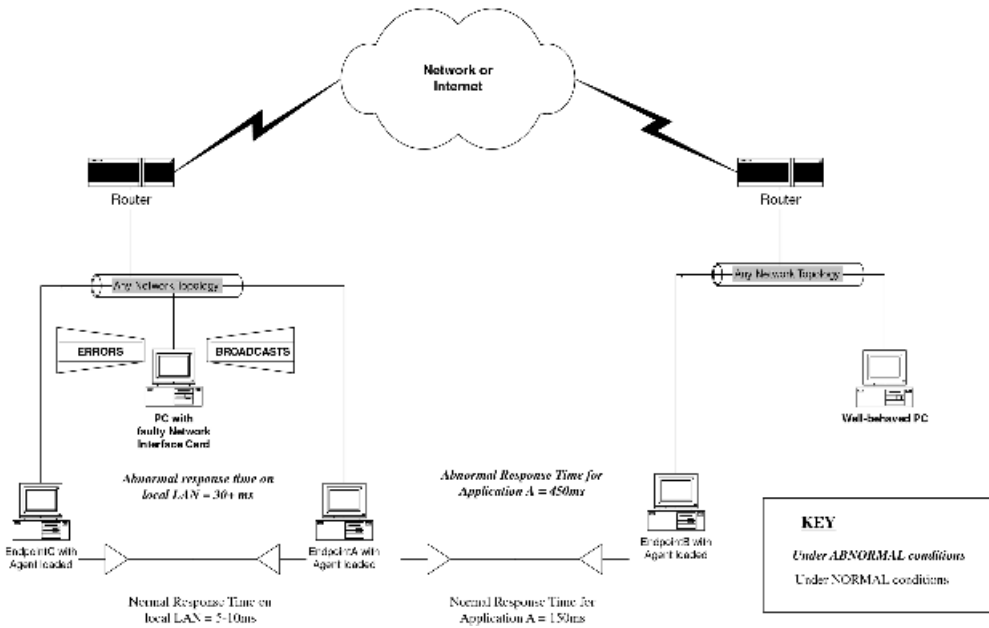 Network or
Internet
Router
Router
Any Network Topology
Any Network Topology
ERRORS
BROADCASTS
PC with
faulty Network
Interface Card
Well-behaved PC
Abnormal response time on
local LAN = 30+ ms
Abnormal Response Time for
Application A = 450ms
EndpointC with
Agent loaded
EndpointA with
Agent loaded
EndpointB with
Agent loaded
Normal Response Time on
local LAN = 5-10ms
Normal Response Time for
Application A = 150ms
KEY
Under ABNORMAL conditions
Under NORMAL conditions